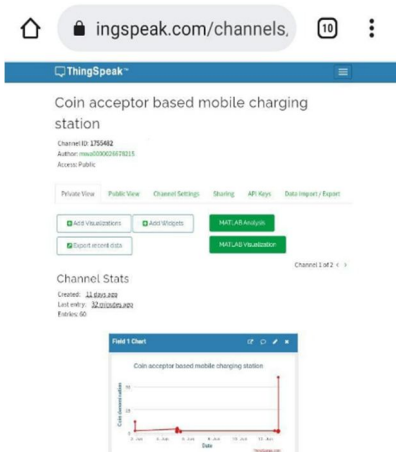 ingspeak.com/channels,
10
ThingSpeak™
Coin acceptor based mobile charging
station
Channel ID: 1755482
Author:
Access: Public
Private View Public View Channel Settings Sharing API Keys Data Import / Export
Add Visualizations Add Widgets MATLAB Analysis
Export recent data MATLAB Visualization
Channel 1 of 2 < >
Channel Stats
Created: 11 days ago
Last entry: 32 minutes ago
Entries: 60
Field 1 Chart
Coin acceptor based mobile charging station
Date